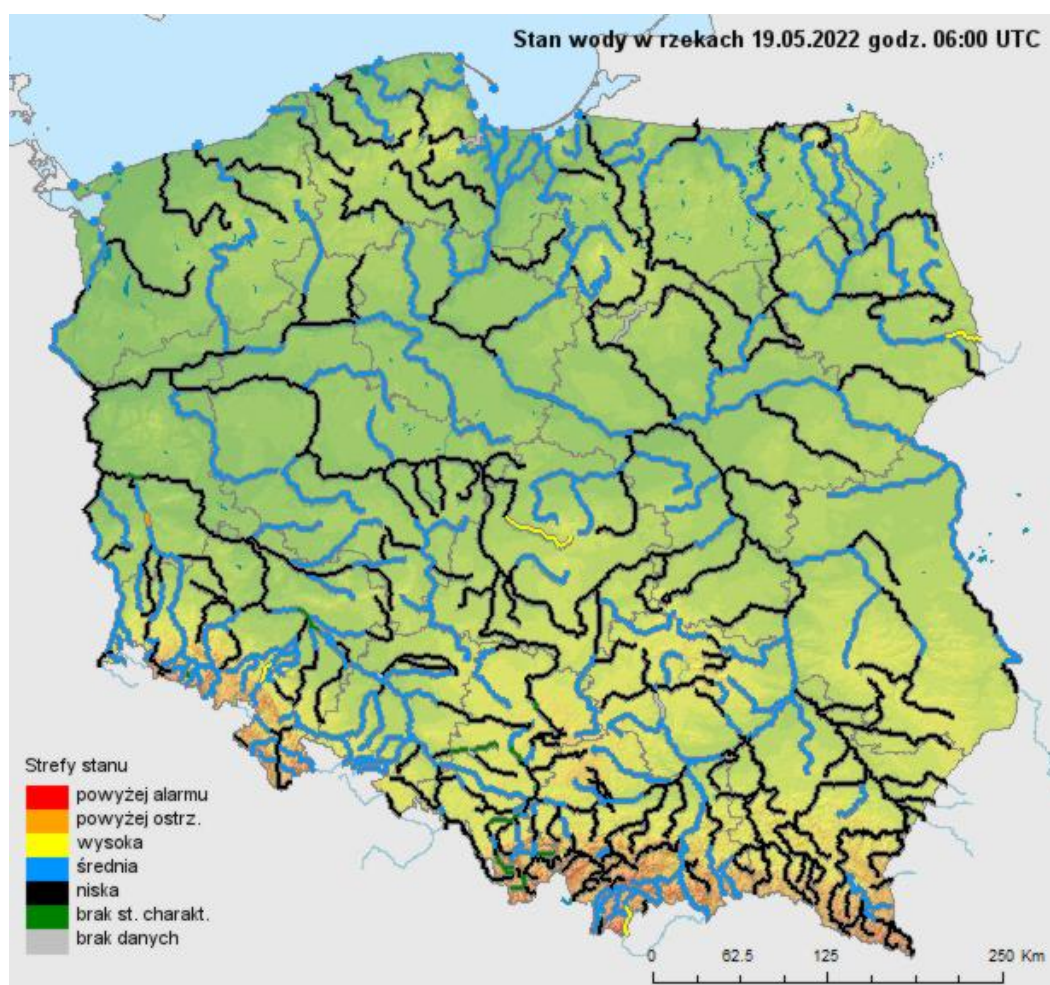 Stan wody w rzekach 19.05.2022 godz. 06:00 UTC
Strefy stanu
powyżej alarmu
powyżej ostrz.
wysoka
średnia
niska
brak st. charakt.
brak danych
0 62.5 125 250 Km